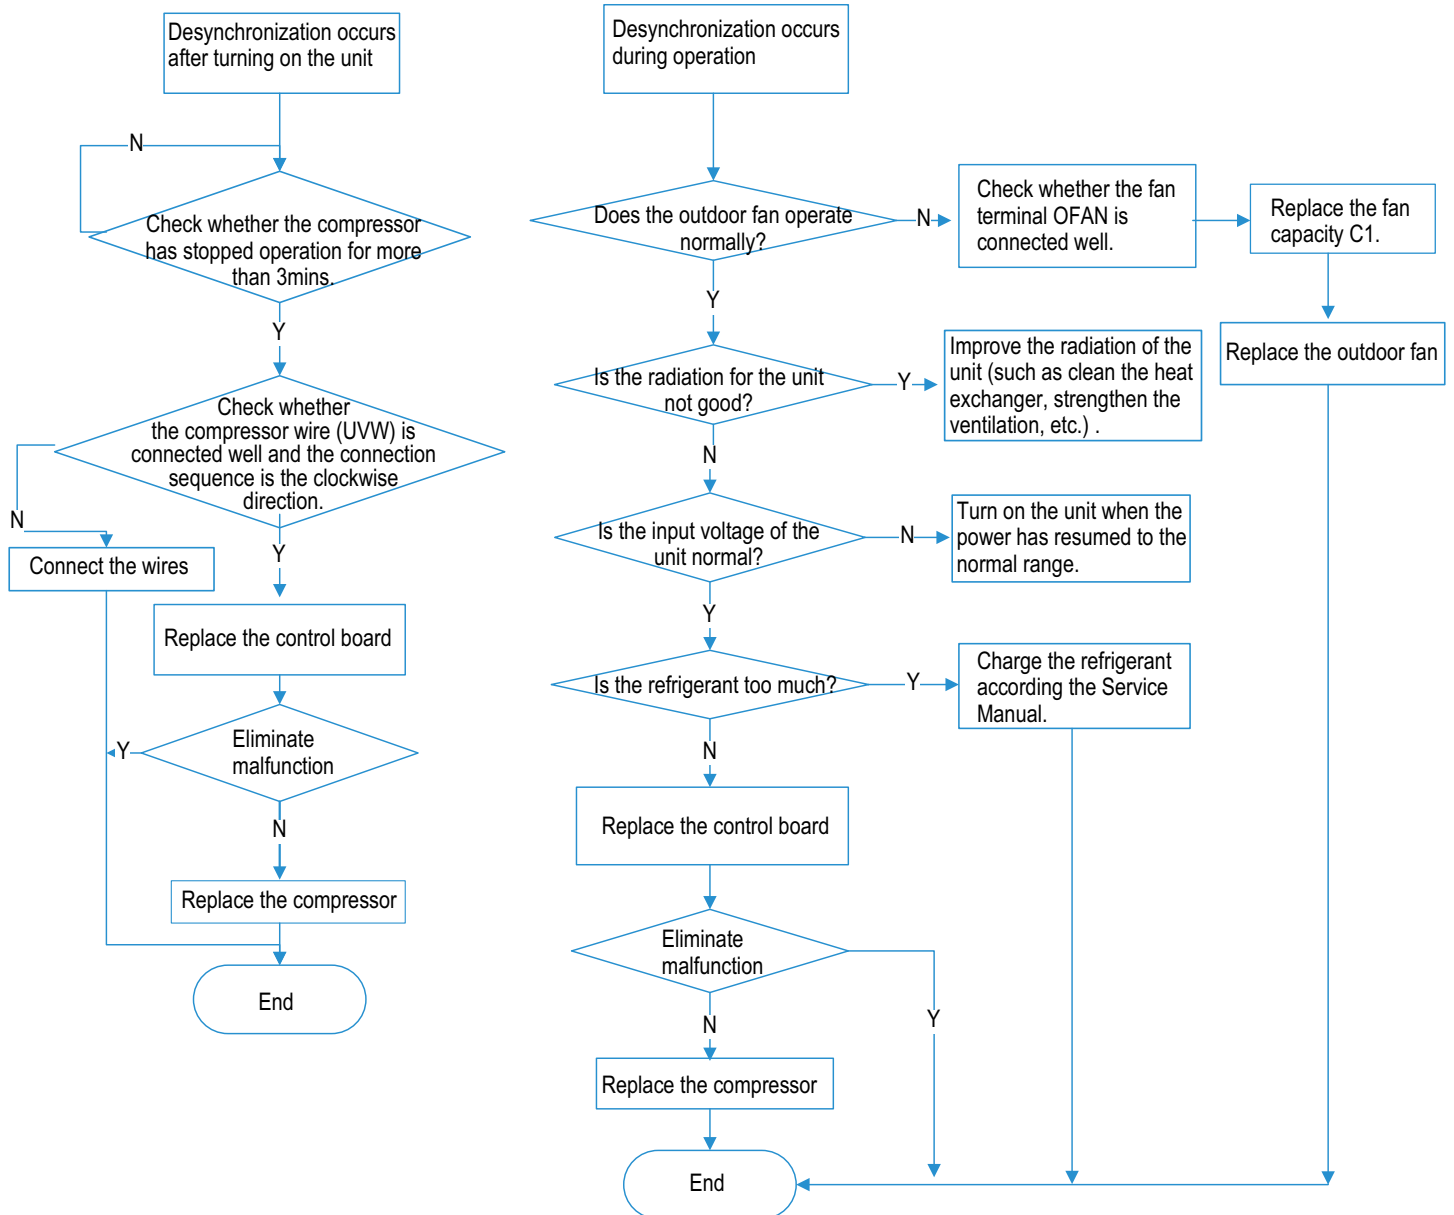 Desynchronization occurs
after turning on the unit
N
Check whether the compressor
has stopped operation for more
than 3mins.
Y
Check whether
the compressor wire (UVW) is
connected well and the connection
sequence is the clockwise
direction.
N
Y
Connect the wires
Replace the control board
Eliminate
malfunction
Y
N
Replace the compressor
End
Desynchronization occurs
during operation
Does the outdoor fan operate
normally?
N
Check whether the fan
terminal OFAN is
connected well.
Replace the fan
capacity C1.
Replace the outdoor fan
Y
Is the radiation for the unit
not good?
Y
Improve the radiation of the
unit (such as clean the heat
exchanger, strengthen the
ventilation, etc.) .
N
Is the input voltage of the
unit normal?
N
Turn on the unit when the
power has resumed to the
normal range.
Y
Is the refrigerant too much?
Y
Charge the refrigerant
according the Service
Manual.
N
Replace the control board
Eliminate
malfunction
Y
N
Replace the compressor
End